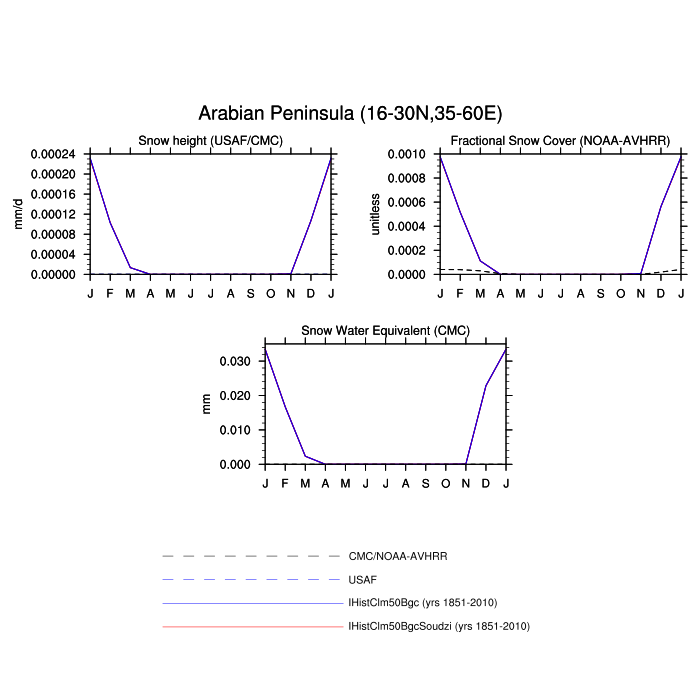 Arabian Peninsula (16-30N,35-60E)
Snow height (USAF/CMC)
mm/d
0.00024
0.00020
0.00016
0.00012
0.00008
0.00004
0.00000
J F M A M J J A S O N D J
Fractional Snow Cover (NOAA-AVHRR)
unitless
0.0010
0.0008
0.0006
0.0004
0.0002
0.0000
J F M A M J J A S O N D J
Snow Water Equivalent (CMC)
mm
0.030
0.020
0.010
0.000
J F M A M J J A S O N D J
CMC/NOAA-AVHRR
USAF
IHistClm50Bgc (yrs 1851-2010)
IHistClm50BgcSoudzi (yrs 1851-2010)